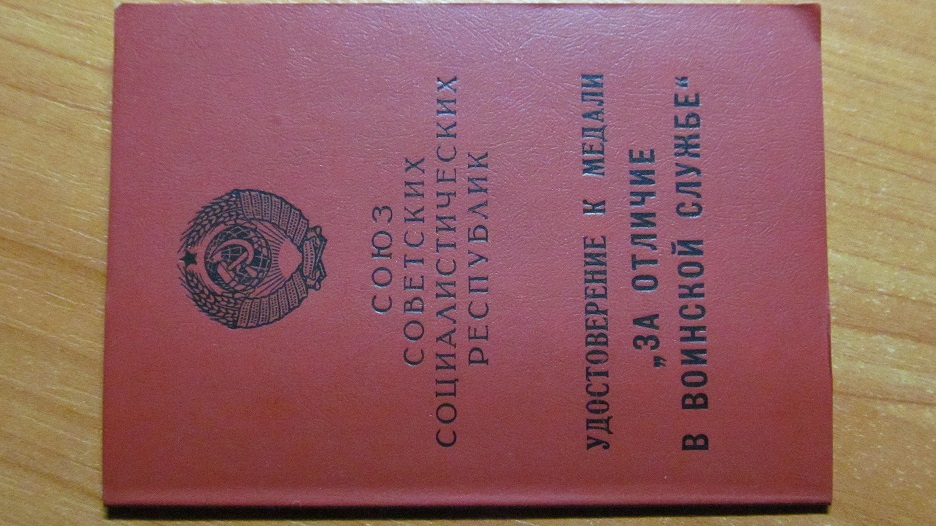 СОЮЗ
СОВЕТСКИХ
СОЦИАЛИСТИЧЕСКИХ
РЕСПУБЛИК
УДОСТОВЕРЕНИЕ К МЕДАЛИ
„ЗА ОТЛИЧИЕ
В ВОИНСКОЙ СЛУЖБЕ“